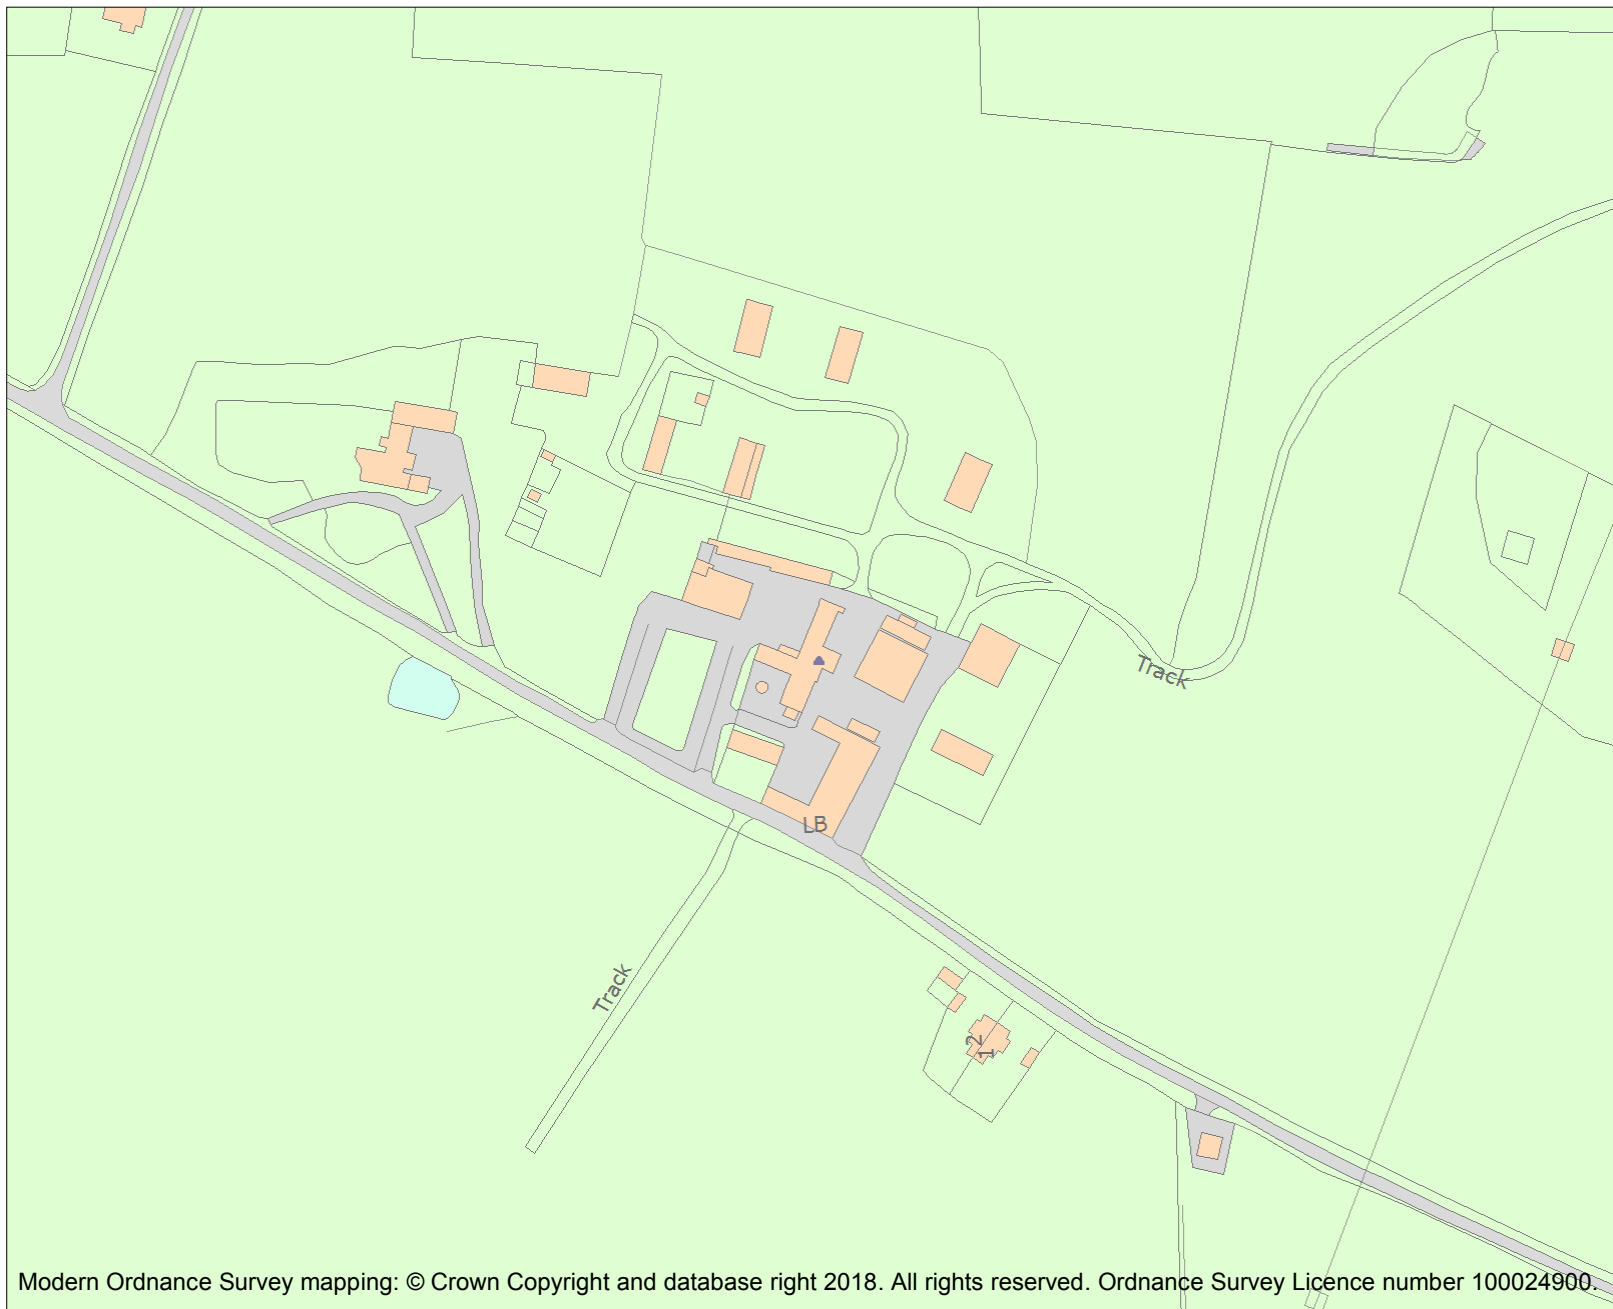 Track
LB
Track
2
1
Modern Ordnance Survey mapping: © Crown Copyright and database right 2018. All rights reserved. Ordnance Survey Licence number 100024900.